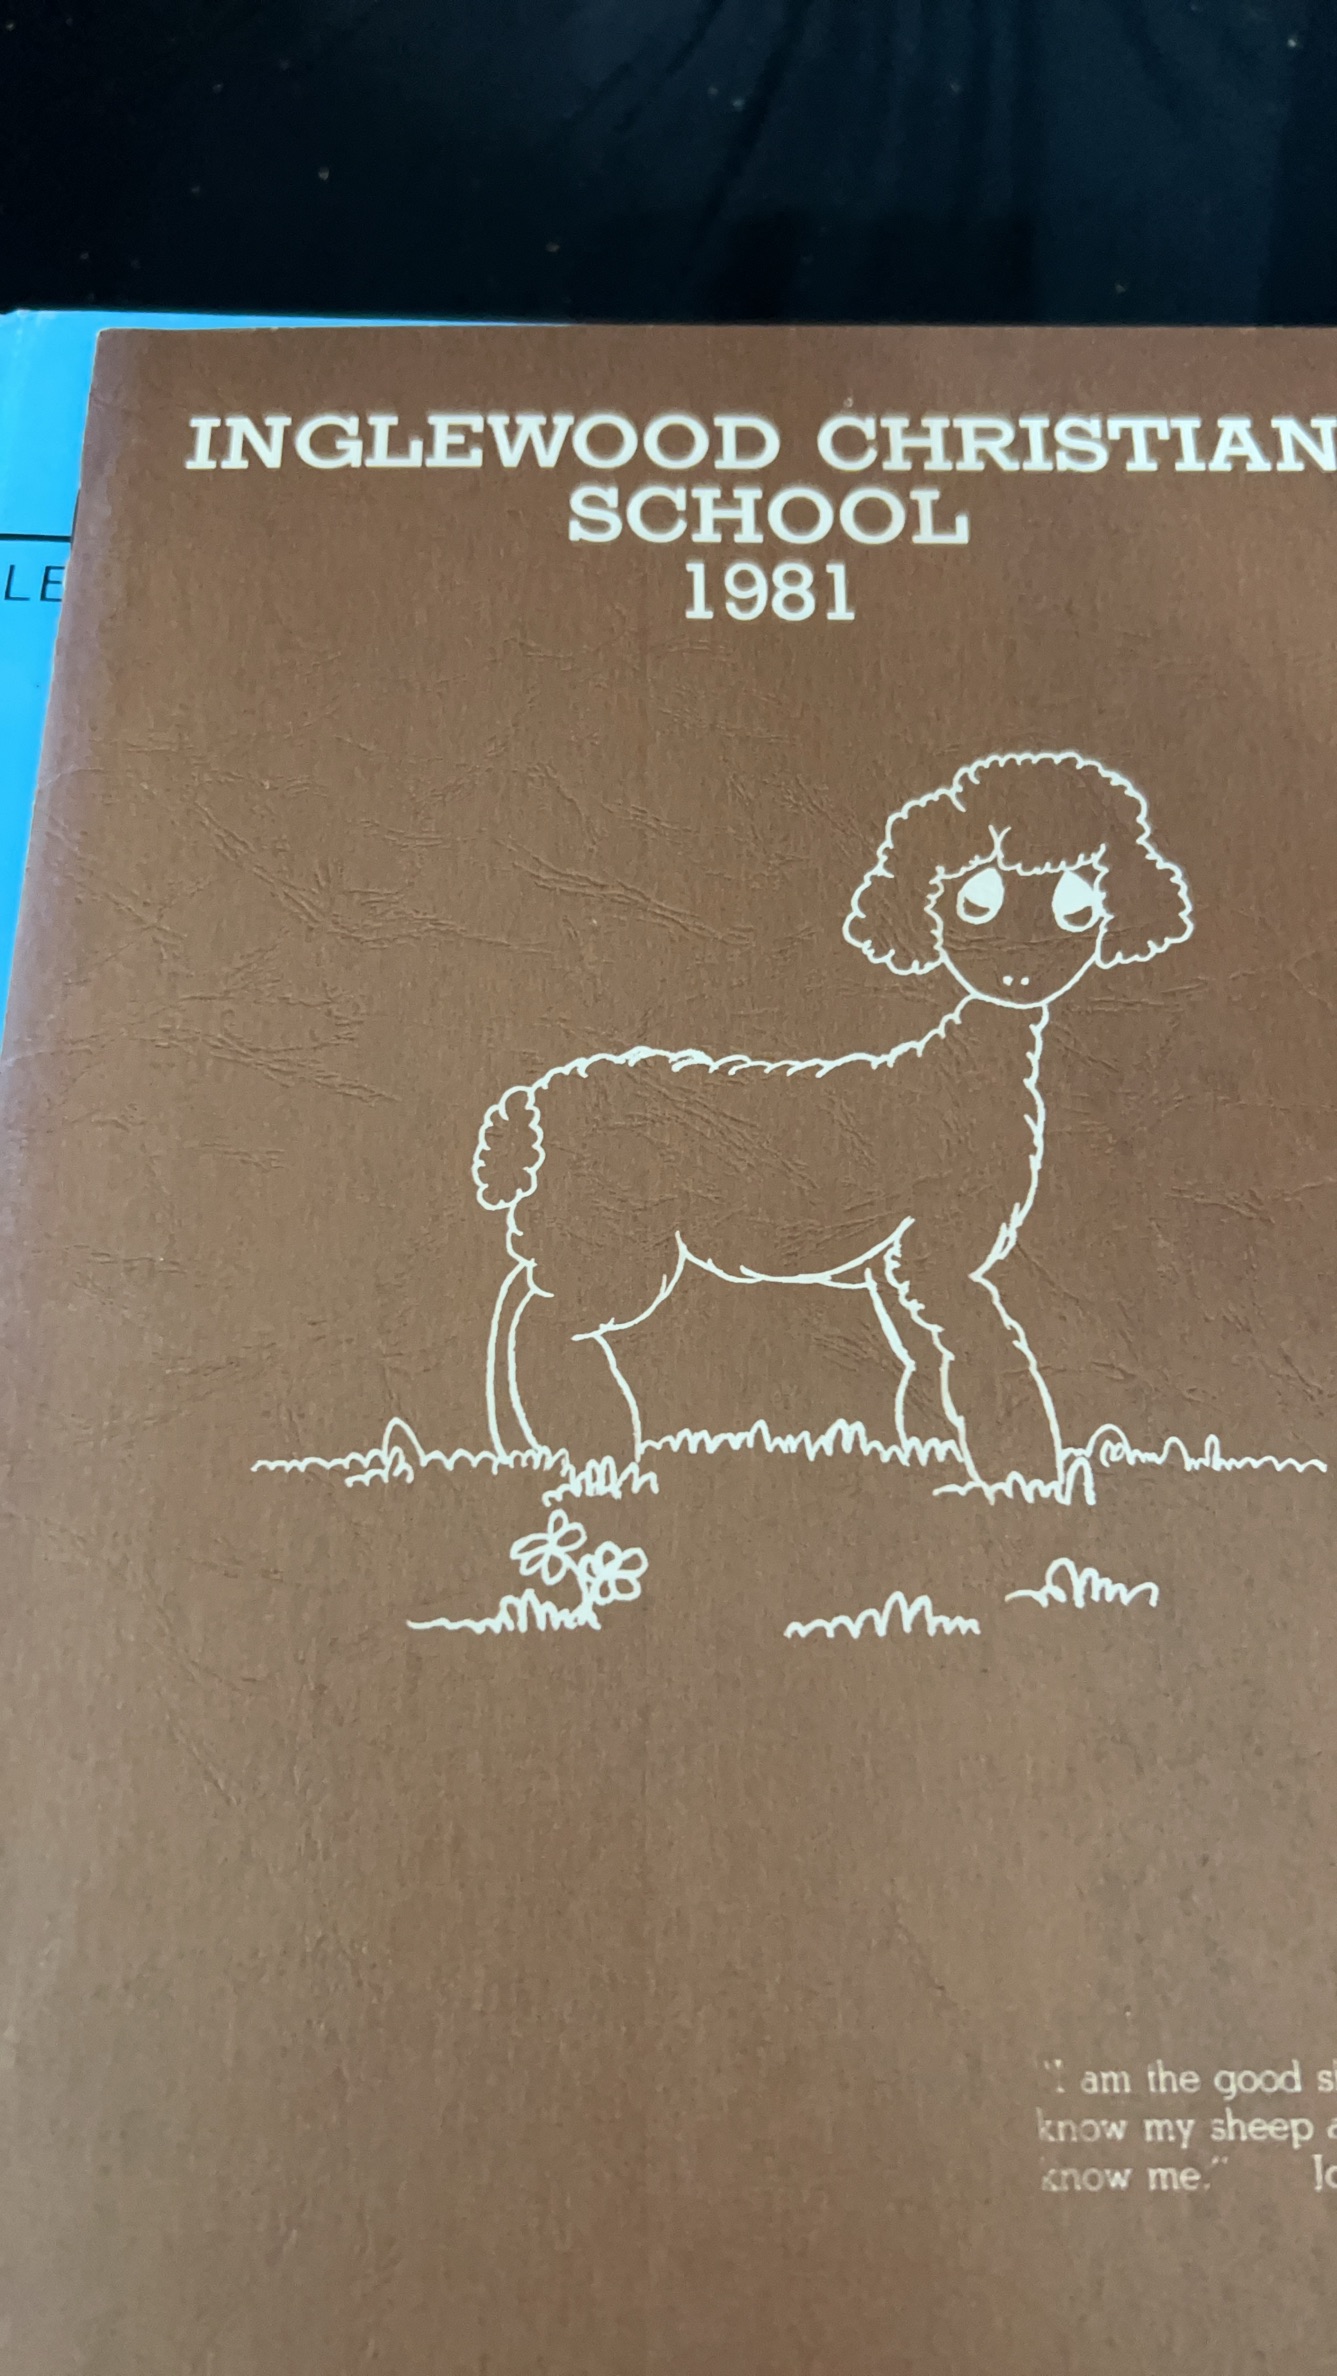 INGLEWOOD CHRISTIAN
SCHOOL
1981
LE
"I am the good
know my sheep
know me."